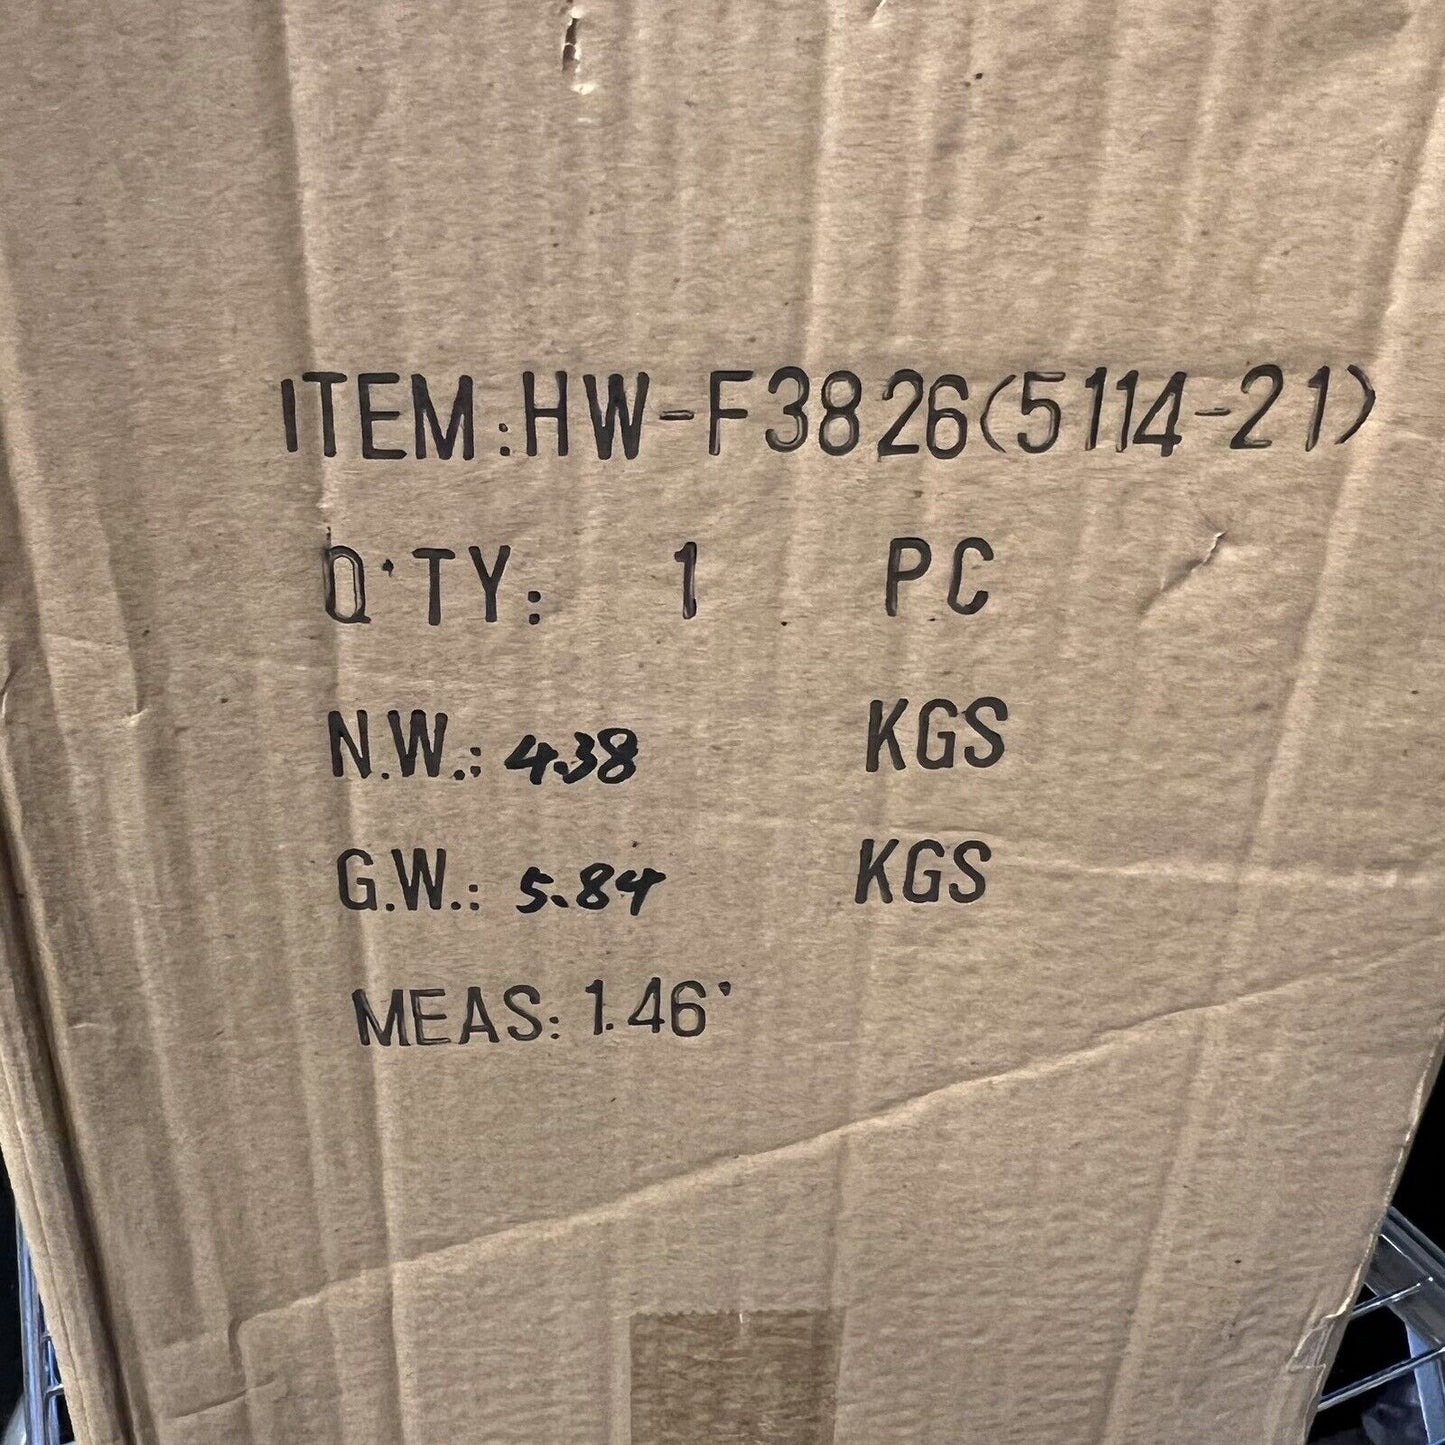 ITEM:HW-F3826(5114-21)
Q'TY: 1 PC
N.W.: 4.38 KGS
G.W.: 5.84 KGS
MEAS: 1.46'